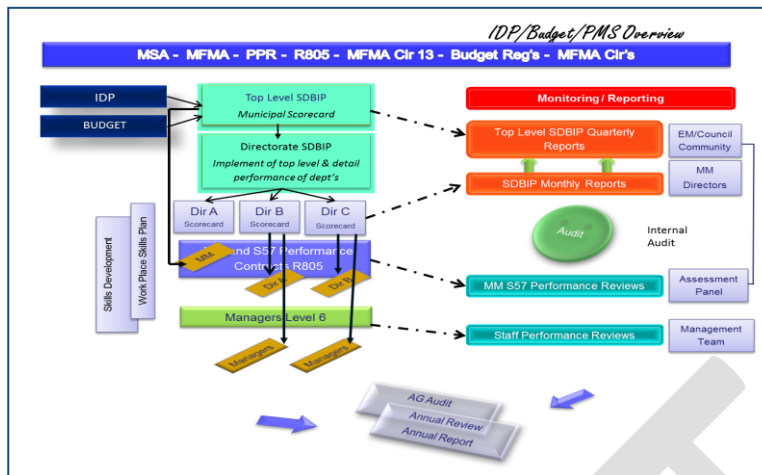 IDP/Budget/PMS Overview
MSA - MFMA - PPR - R805 - MFMA Cir 13 - Budget Reg's - MFMA Cir's
IDP
BUDGET
Top Level SDBIP
Municipal Scorecard
Directorate SDBIP
Implement of top level & detail
performance of dept's
Dir A
Scorecard
Dir B
Scorecard
Dir C
Scorecard
Skills Development
Work Place Skills Plan
and S57 Performance
Contracts R805
MM
Dir A
Dir B
Managers Level 6
Managers
Managers
Monitoring / Reporting
Top Level SDBIP Quarterly
Reports
EM/Council
Community
SDBIP Monthly Reports
MM
Directors
Audit
Internal
Audit
MM S57 Performance Reviews
Assessment
Panel
Staff Performance Reviews
Management
Team
AG Audit
Annual Review
Annual Report